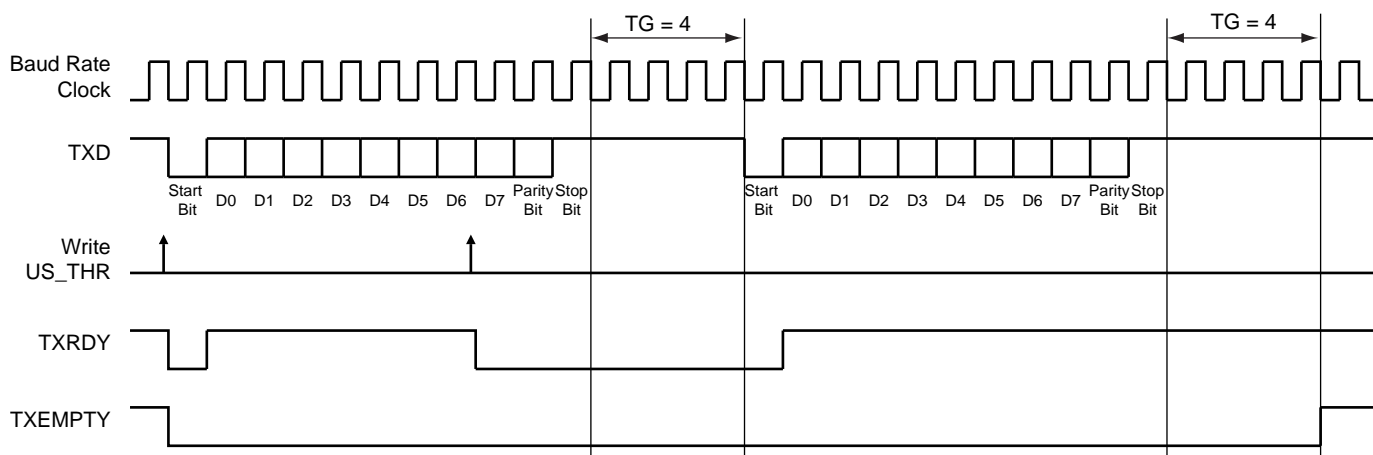 TG = 4
TG = 4
Baud Rate
Clock
TXD
Start
Bit
D0
D1
D2
D3
D4
D5
D6
D7
Parity
Bit
Stop
Bit
Start
Bit
D0
D1
D2
D3
D4
D5
D6
D7
Parity
Bit
Stop
Bit
Write
US_THR
TXRDY
TXEMPTY